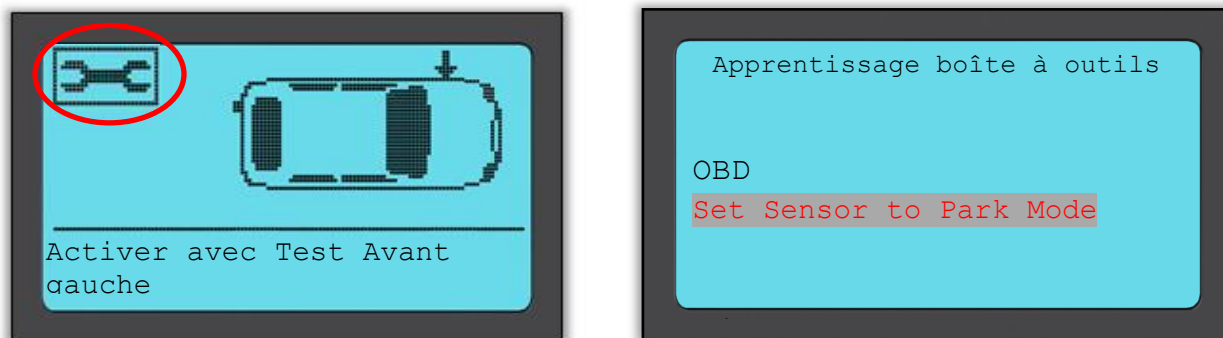 Activer avec Test Avant
gauche
Apprentissage boîte à outils
OBD
Set Sensor to Park Mode